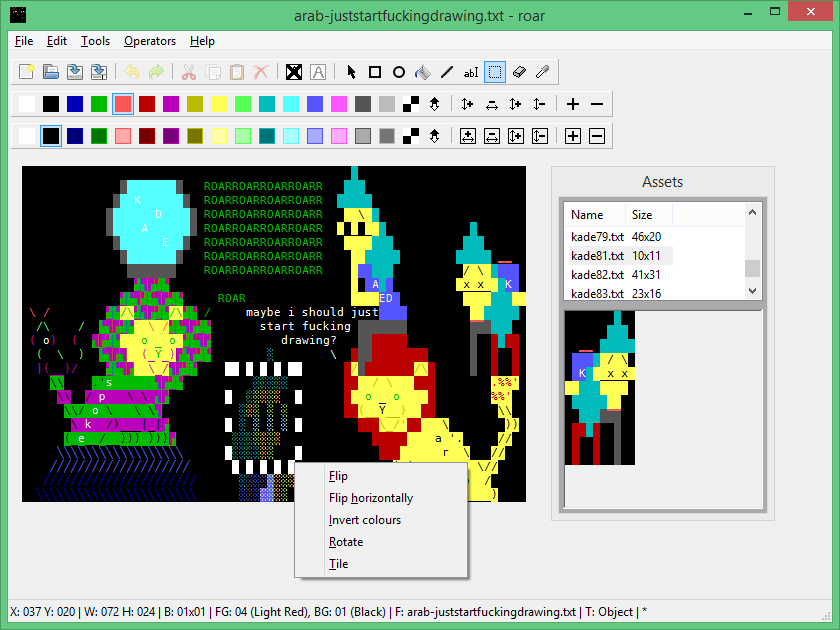 arab-juststartfuckingdrawing.txt - roar
File Edit Tools Operators Help
A
abI
ROARROARROARROARR
ROARROARROARROARR
ROARROARROARROARR
ROARROARROARROARR
ROARROARROARROARR
ROARROARROARROARR
ROARROARROARROARR
K
D
A
E
ROAR
maybe i should just
start fucking
drawing?
A
ED
K
s
p
o
k
e
a
r
Flip
Flip horizontally
Invert colours
Rotate
Tile
Assets
Name Size
kade79.txt 46x20
kade81.txt 10x11
kade82.txt 41x31
kade83.txt 23x16
/ \
K x x
X: 037 Y: 020 | W: 072 H: 024 | B: 01x01 | FG: 04 (Light Red), BG: 01 (Black) | F: arab-juststartfuckingdrawing.txt | T: Object | *